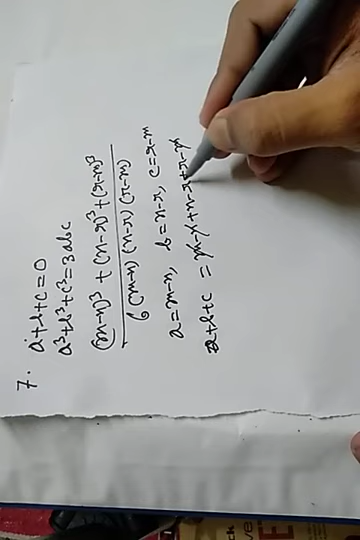 7. a+b+c=0
a³+b³+c³=3abc
(m-n)³ + (n-r)³ + (r-m)³
6(m-n) (n-r) (r-m)
a=m-n, b=n-r, c=r-m
a+b+c = m-n+n-r+r-m